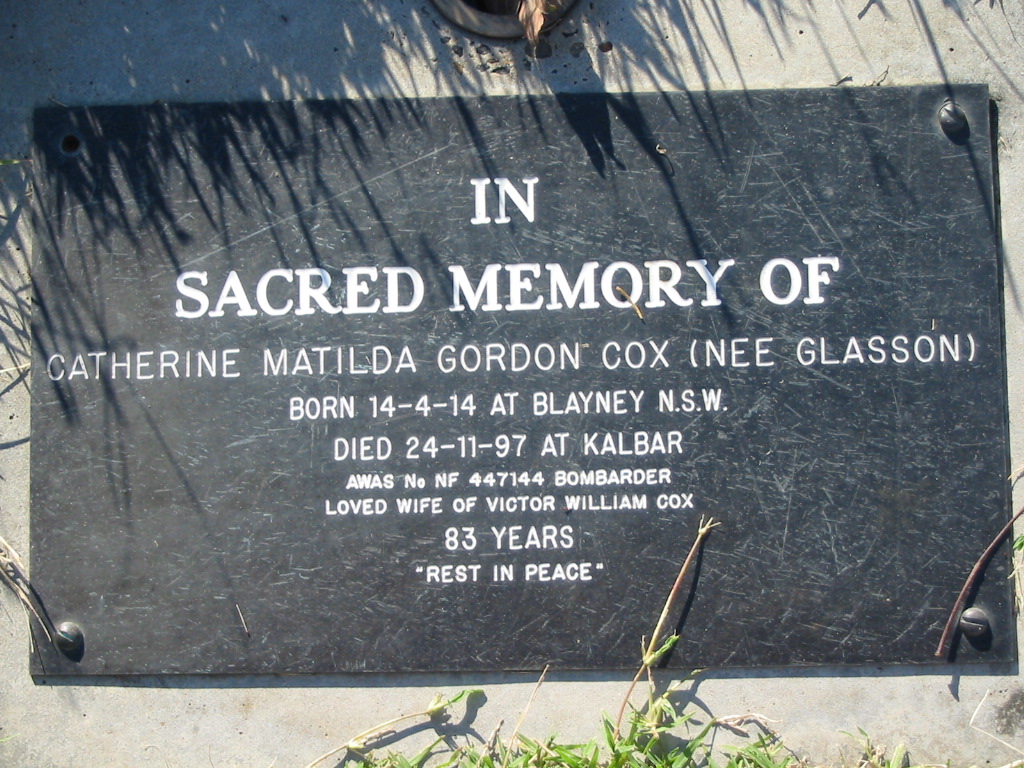 IN
SACRED MEMORY OF
CATHERINE MATILDA GORDON COX (NEE GLASSON)
BORN 14-4-14 AT BLAYNEY N.S.W.
DIED 24-11-97 AT KALBAR
AWAS No NF 447144 BOMBARDER
LOVED WIFE OF VICTOR WILLIAM COX
83 YEARS
"REST IN PEACE"